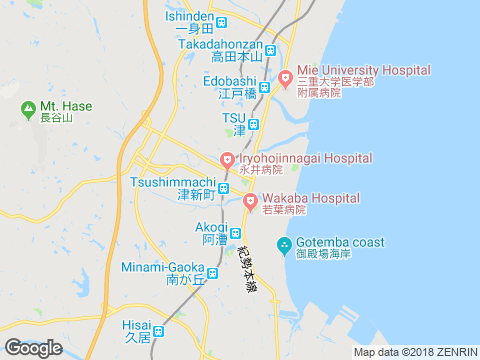 Ishinden
一身田
Takadahonzan
高田本山
Mie University Hospital
三重大学医学部
附属病院
Edobashi
江戸橋
Mt. Hase
長谷山
TSU
津
Iryohojinnagai Hospital
永井病院
Tsushimmachi
津新町
Wakaba Hospital
若葉病院
Akogi
阿漕
Gotemba coast
御殿場海岸
紀勢本線
Minami-Gaoka
南が丘
Hisai
久居
Google
Map data ©2018 ZENRIN